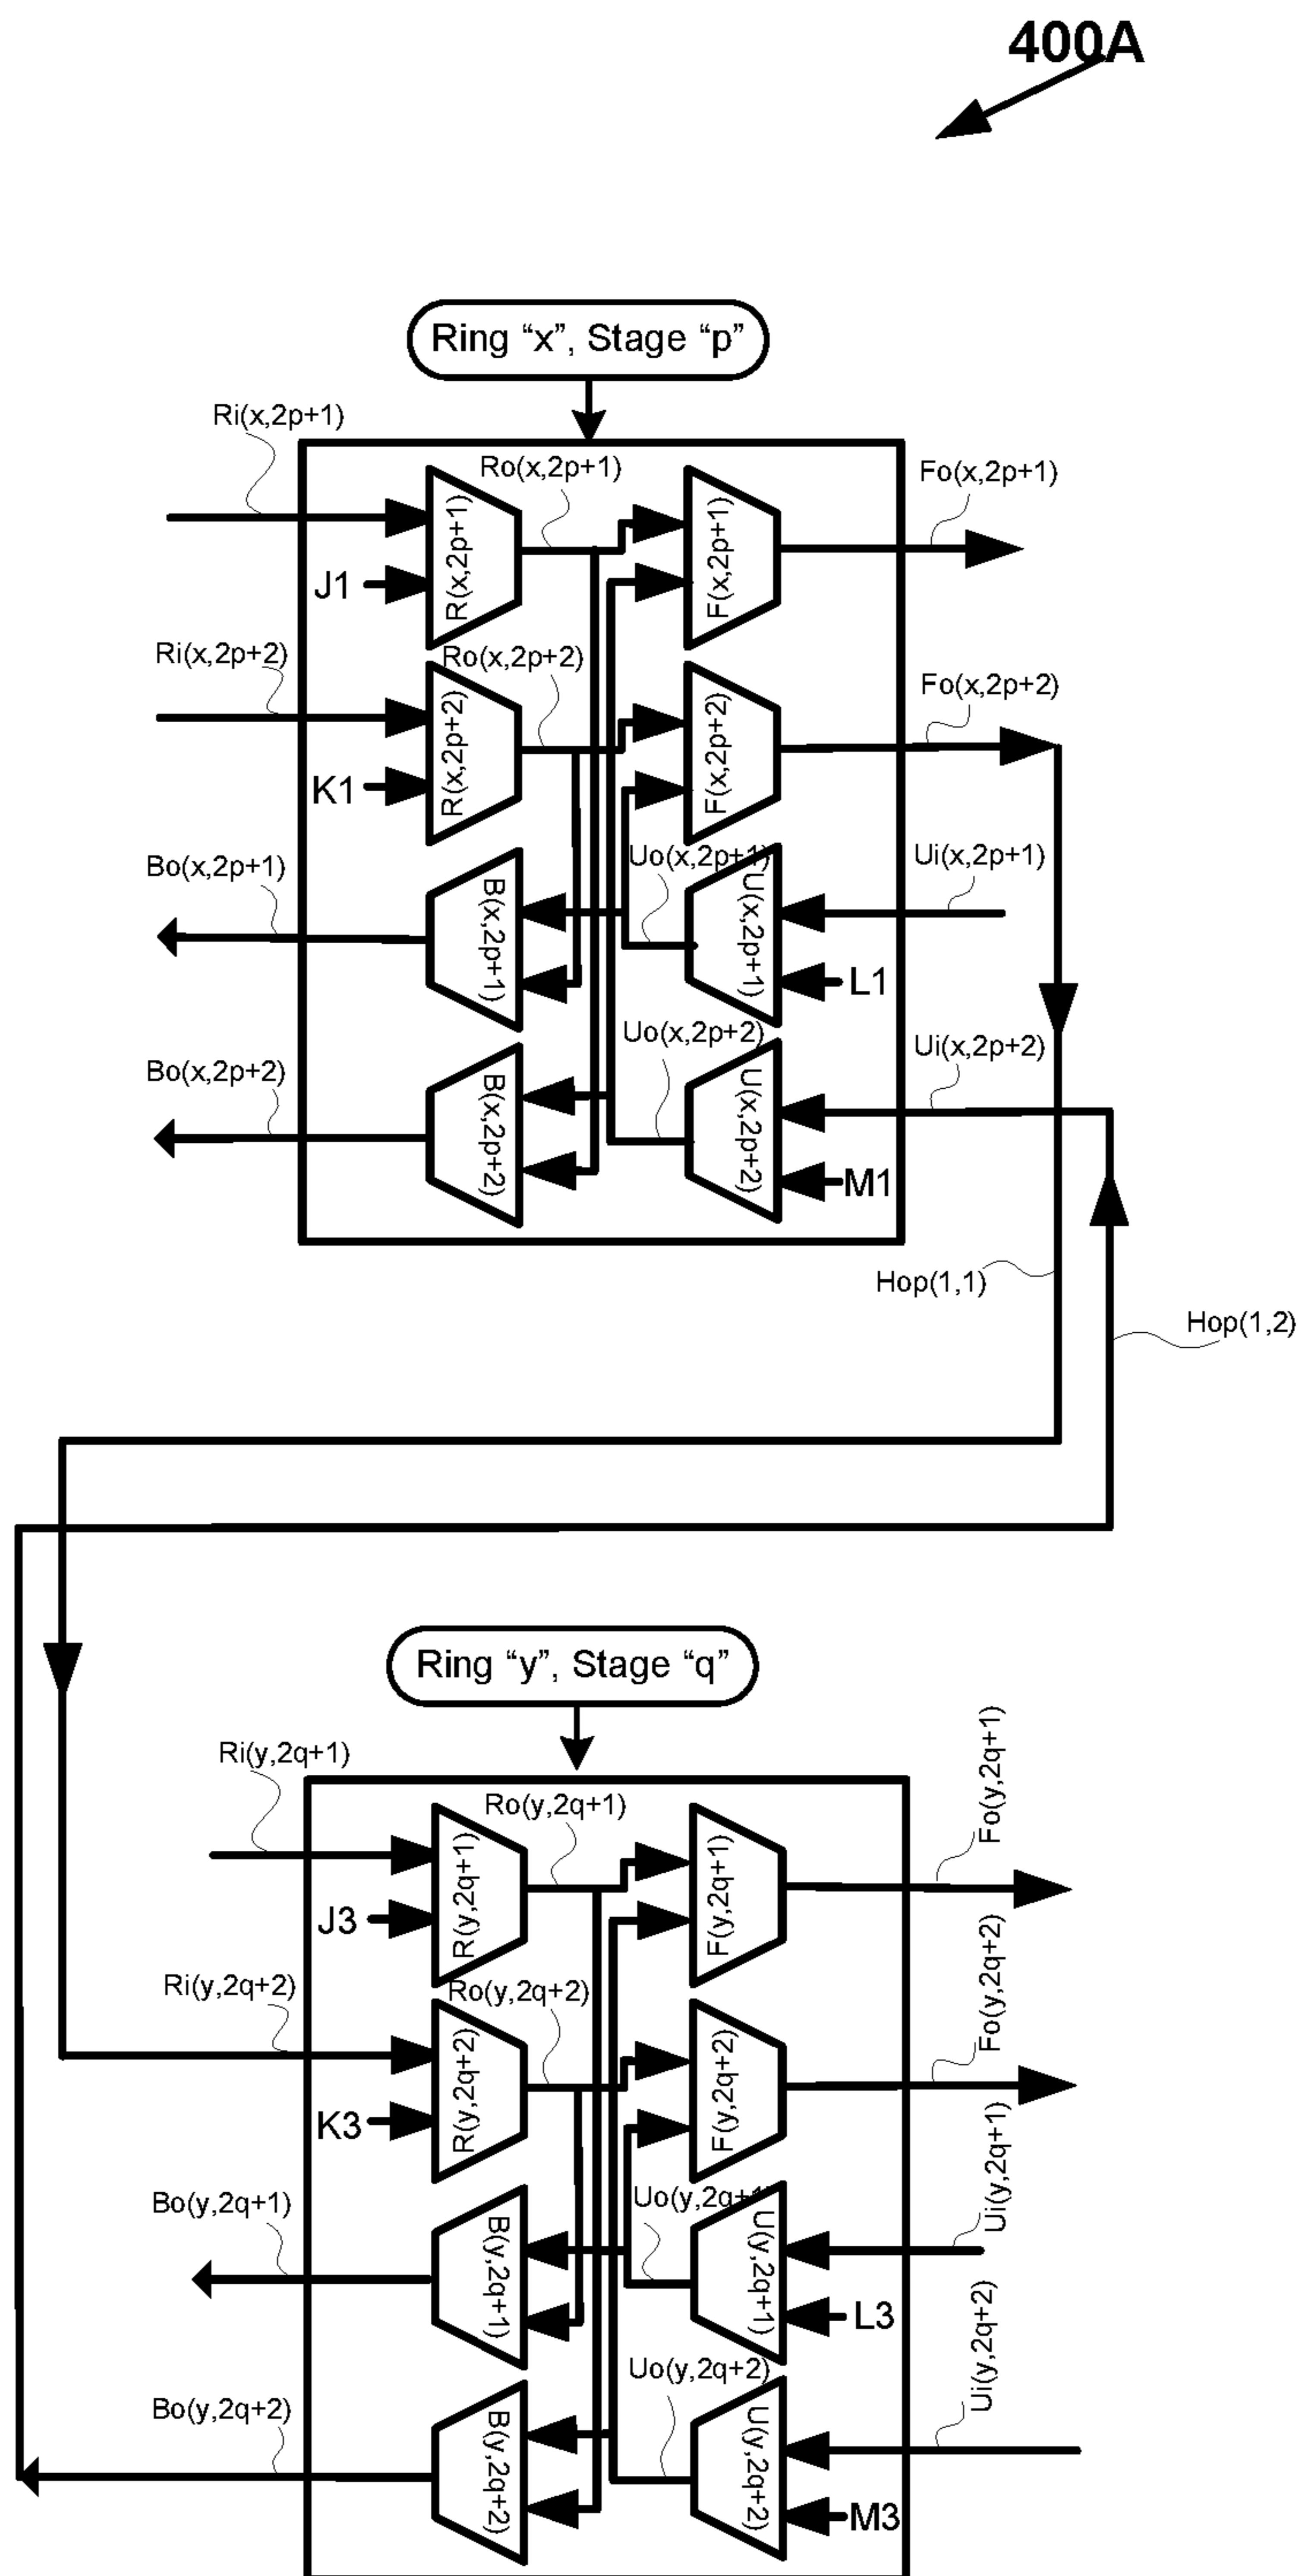 400A
Ring “x”, Stage “p”
Ri(x,2p+1)
Ro(x,2p+1)
Fo(x,2p+1)
R(x,2p+1)
F(x,2p+1)
J1
Ri(x,2p+2)
Ro(x,2p+2)
Fo(x,2p+2)
R(x,2p+2)
F(x,2p+2)
K1
Bo(x,2p+1)
Uo(x,2p+1)
Ui(x,2p+1)
B(x,2p+1)
U(x,2p+1)
L1
Bo(x,2p+2)
Uo(x,2p+2)
Ui(x,2p+2)
B(x,2p+2)
U(x,2p+2)
M1
Hop(1,1)
Hop(1,2)
Ring “y”, Stage “q”
Ri(y,2q+1)
Ro(y,2q+1)
Fo(y,2q+1)
R(y,2q+1)
F(y,2q+1)
J3
Ri(y,2q+2)
Ro(y,2q+2)
Fo(y,2q+2)
R(y,2q+2)
F(y,2q+2)
K3
Bo(y,2q+1)
Uo(y,2q+1)
Ui(y,2q+1)
B(y,2q+1)
U(y,2q+1)
L3
Bo(y,2q+2)
Uo(y,2q+2)
Ui(y,2q+2)
B(y,2q+2)
U(y,2q+2)
M3